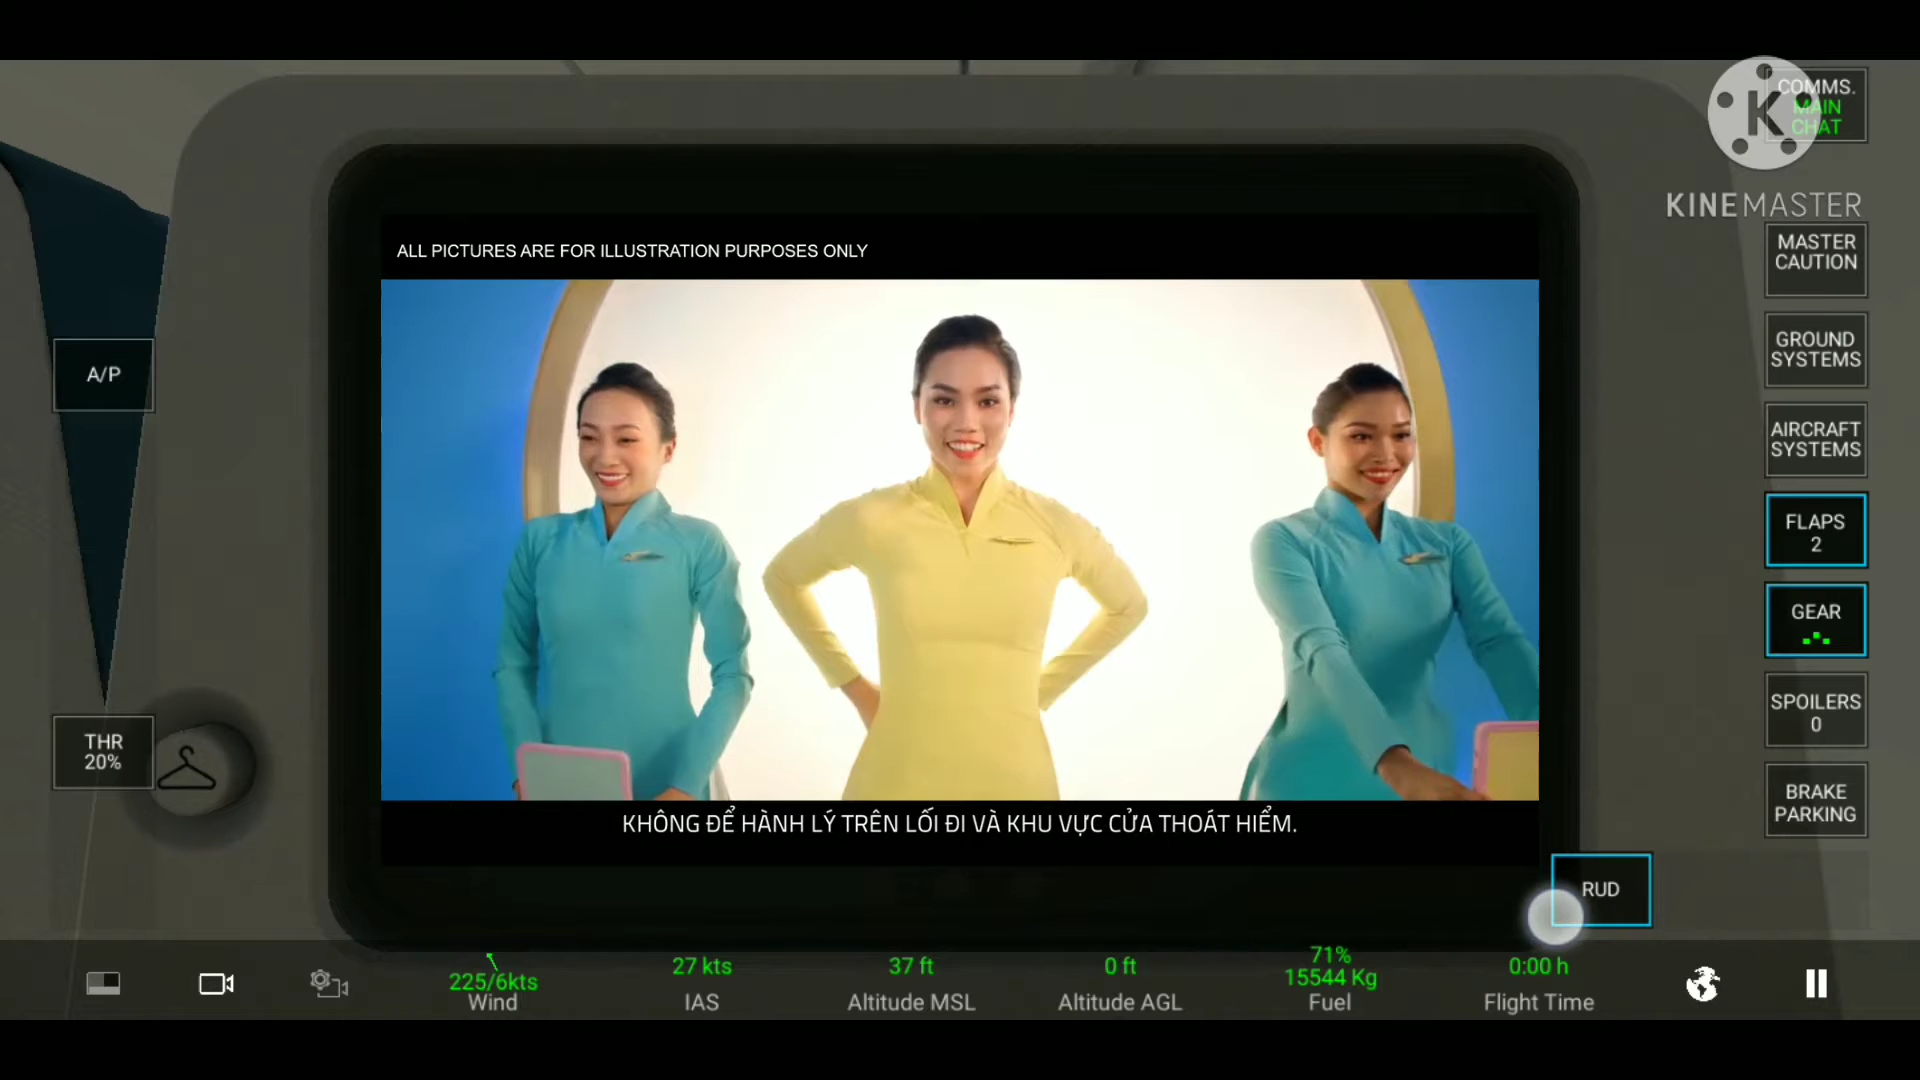 COMMS.
MAIN
CHAT
K
KINEMASTER
ALL PICTURES ARE FOR ILLUSTRATION PURPOSES ONLY
MASTER
CAUTION
GROUND
SYSTEMS
A/P
AIRCRAFT
SYSTEMS
FLAPS
2
GEAR
SPOILERS
0
THR
20%
BRAKE
PARKING
KHÔNG ĐỂ HÀNH LÝ TRÊN LỐI ĐI VÀ KHU VỰC CỬA THOÁT HIỂM.
RUD
225/6kts
Wind
27 kts
IAS
37 ft
Altitude MSL
0 ft
Altitude AGL
71%
15544 Kg
Fuel
0:00 h
Flight Time